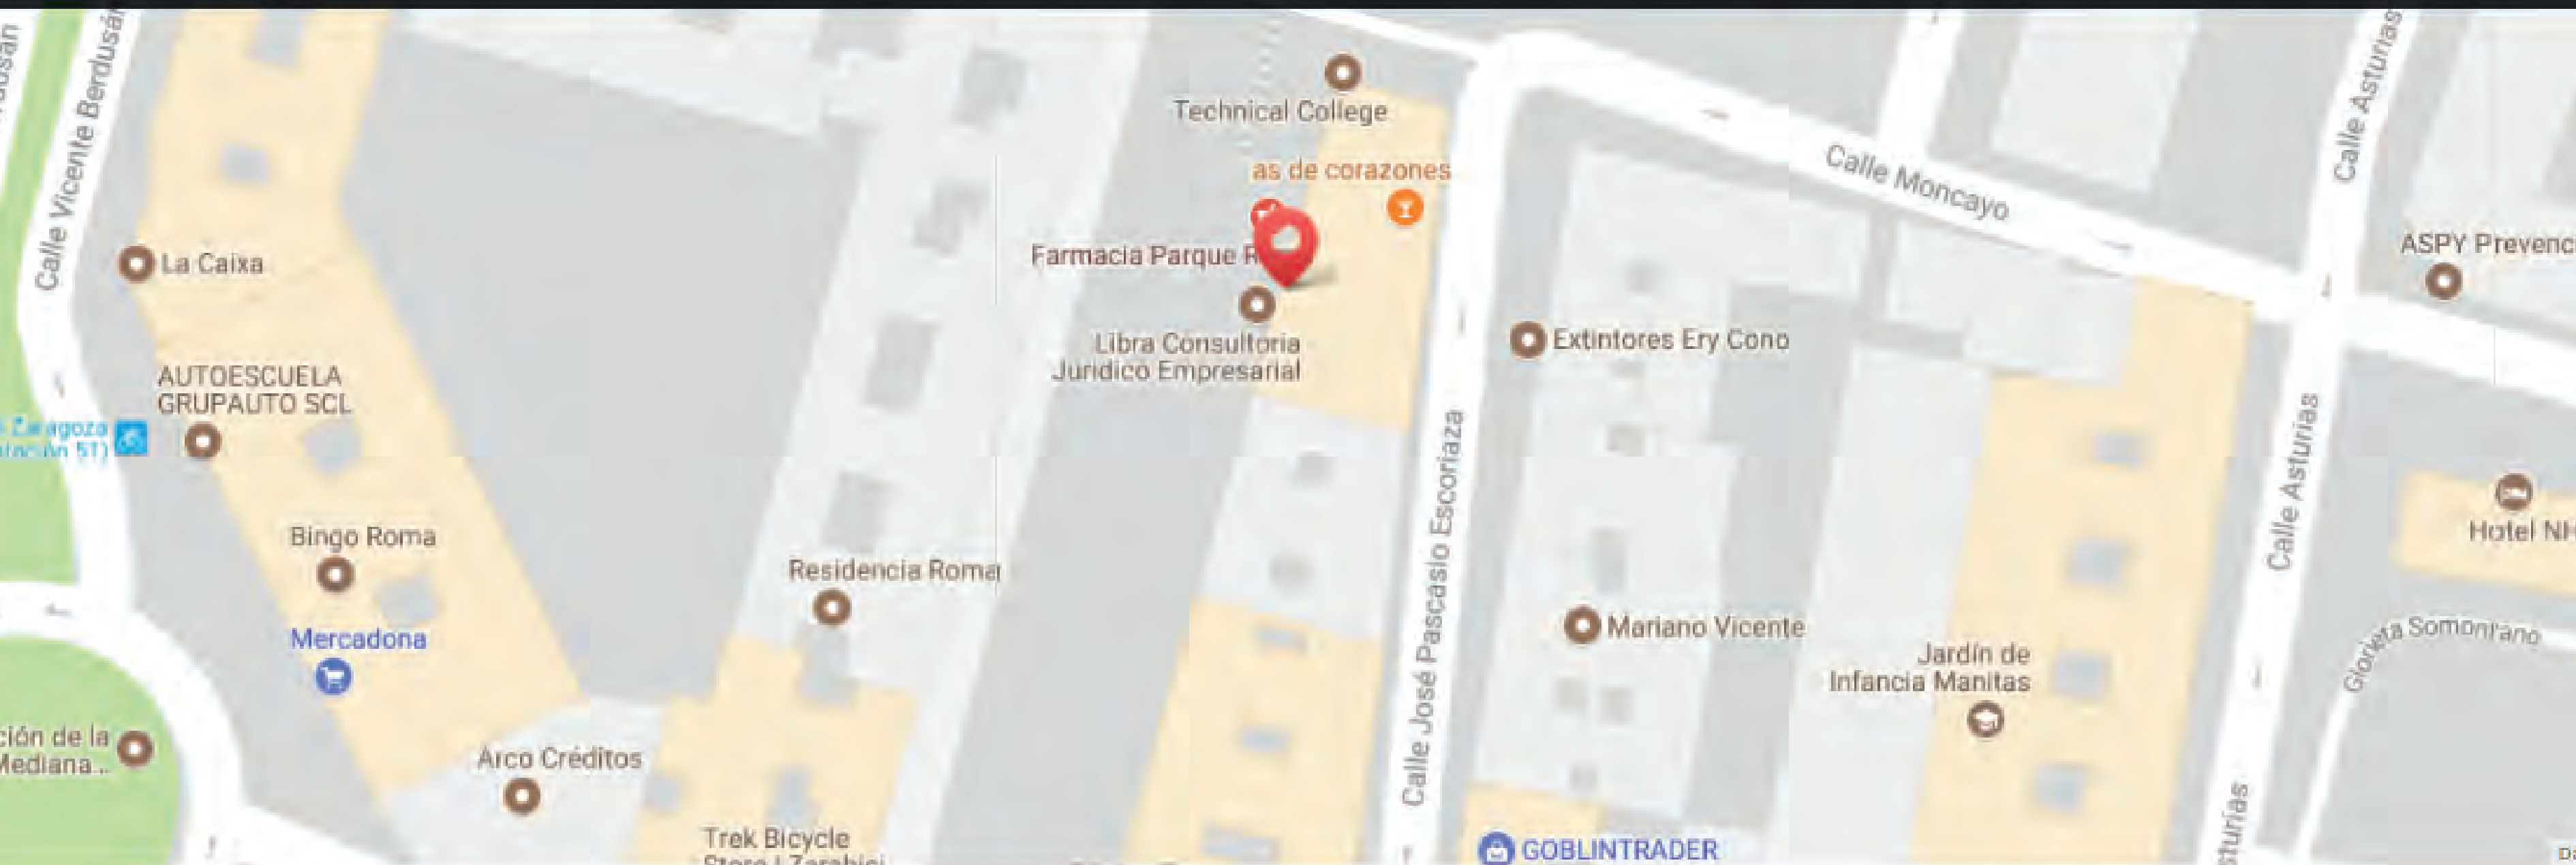 Calle Vicente Berdusán
Calle Asturias
Technical College
as de corazones
Calle Moncayo
Farmacia Parque
La Caixa
ASPY
Libra Consultoria
Juridico Empresarial
Extintores Ery Cono
AUTOESCUELA
GRUPAUTO SCL
Zaragoza
51)
Calle José Pascasio Escoriaza
Calle Asturias
Bingo Roma
Hotel NH
Residencia Roma
Mercadona
Mariano Vicente
Glorieta Somontano
Jardín de
Infancia Manitas
ción de la
Mediana...
Arco Créditos
Trek Bicycle
GOBLINTRADER